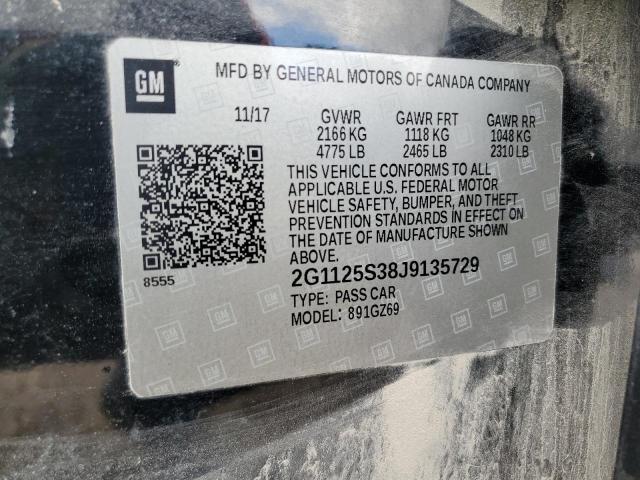 GM
MFD BY GENERAL MOTORS OF CANADA COMPANY
11/17 GVWR GAWR FRT GAWR RR
2166 KG 1118 KG 1048 KG
4775 LB 2465 LB 2310 LB
THIS VEHICLE CONFORMS TO ALL
APPLICABLE U.S. FEDERAL MOTOR
VEHICLE SAFETY, BUMPER, AND THEFT
PREVENTION STANDARDS IN EFFECT ON
THE DATE OF MANUFACTURE SHOWN
ABOVE.
8555
2G1125S38J9135729
TYPE: PASS CAR
MODEL: 891GZ69